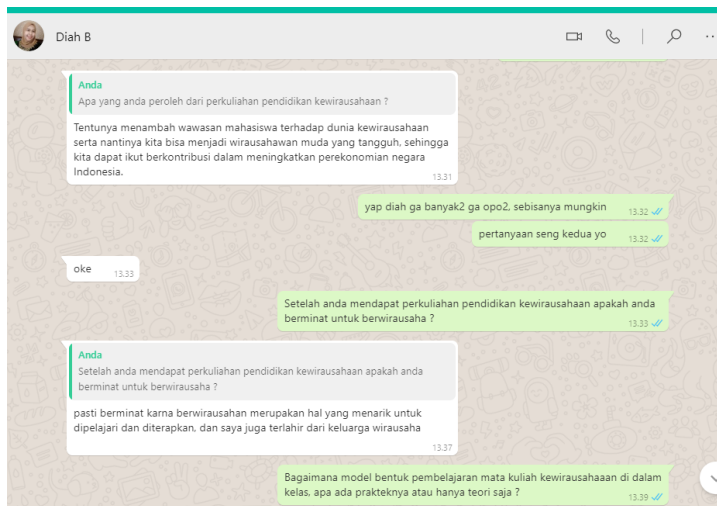 Diah B
Anda
Apa yang anda peroleh dari perkuliahan pendidikan kewirausahaan ?
Tentunya menambah wawasan mahasiswa terhadap dunia kewirausahaan
serta nantinya kita bisa menjadi wirausahawan muda yang tangguh, sehingga
kita dapat ikut berkontribusi dalam meningkatkan perekonomian negara
Indonesia.
13.31
yap diah ga banyak2 ga opo2, sebisanya mungkin
13.32
pertanyaan seng kedua yo
13.32
oke
13.33
Setelah anda mendapat perkuliahan pendidikan kewirausahaan apakah anda
berminat untuk berwirausaha ?
13.33
Anda
Setelah anda mendapat perkuliahan pendidikan kewirausahaan apakah anda
berminat untuk berwirausaha ?
pasti berminat karna berwirausahan merupakan hal yang menarik untuk
dipelajari dan diterapkan, dan saya juga terlahir dari keluarga wirausaha
13.37
Bagaimana model bentuk pembelajaran mata kuliah kewirausahaaan di dalam
kelas, apa ada prakteknya atau hanya teori saja ?
13.39